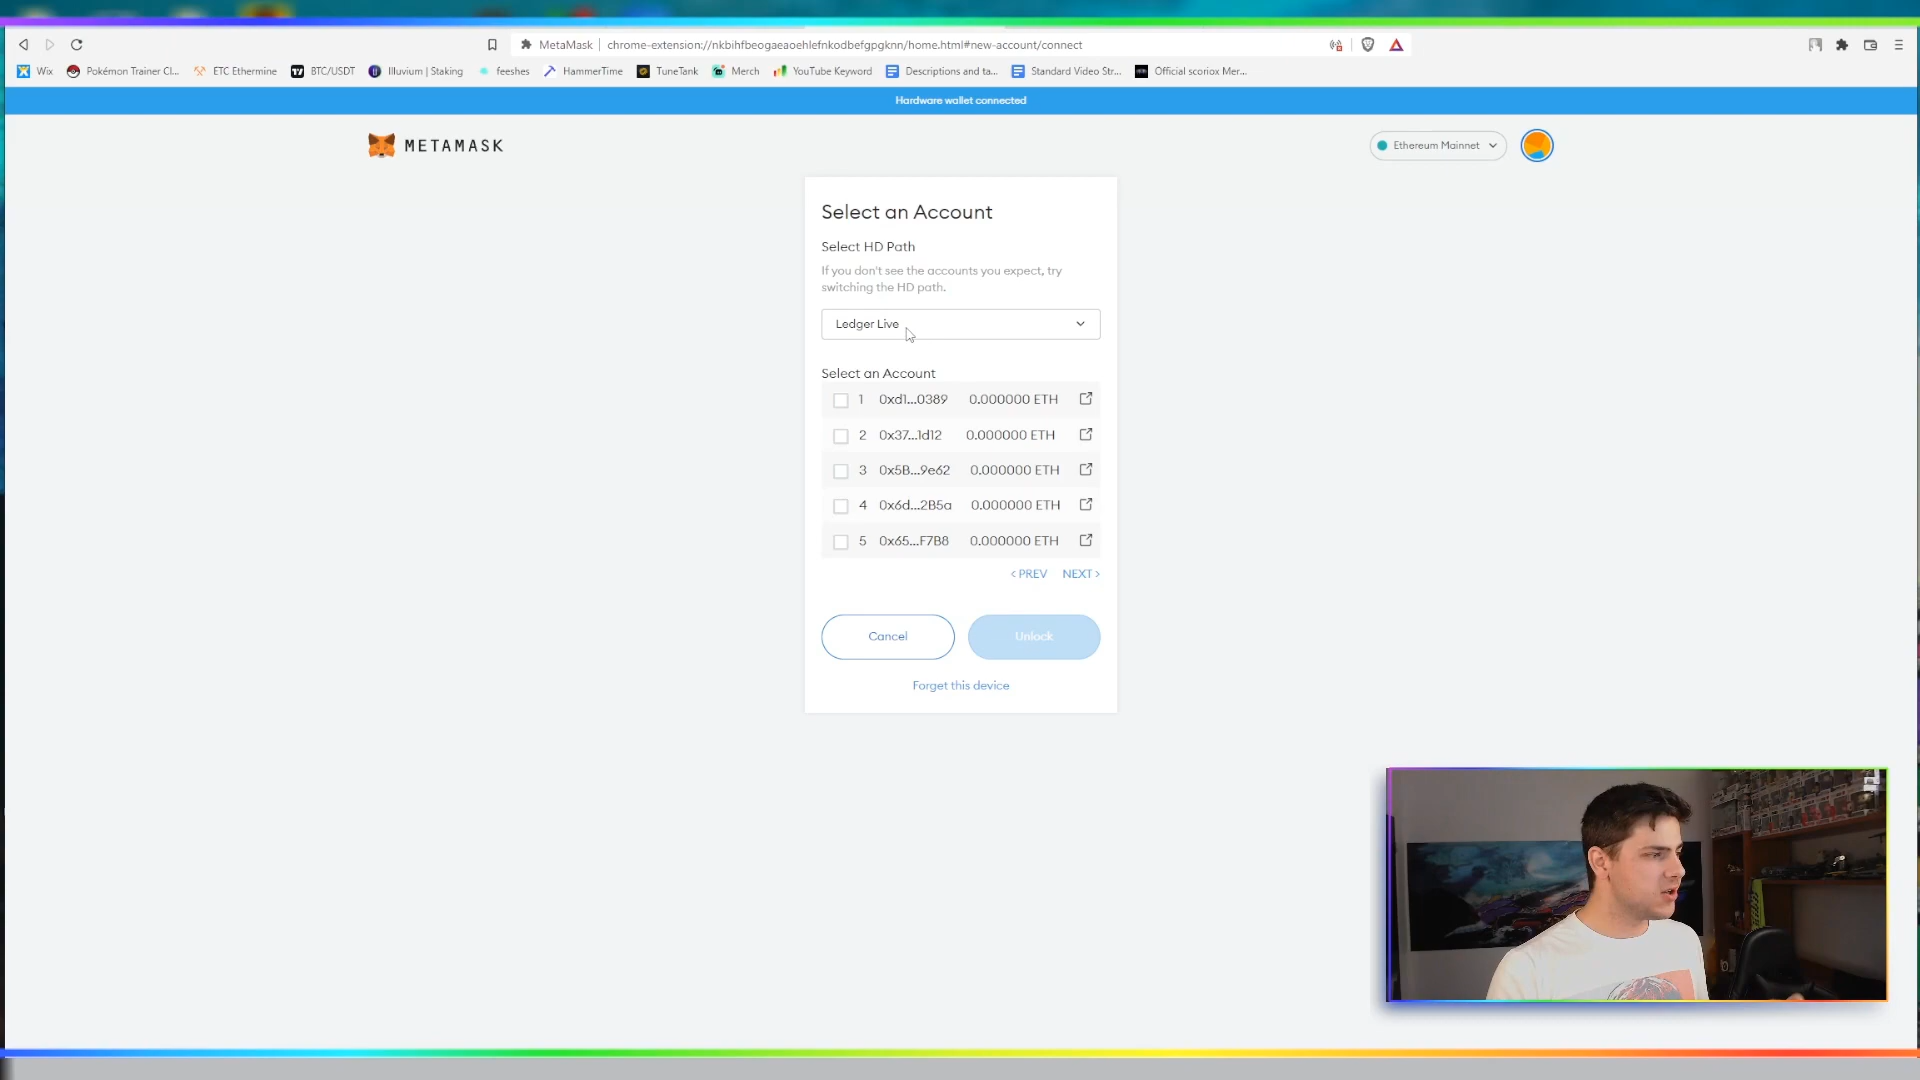 MetaMask chrome-extension://nkbihfbeogaeaoehlefnkodbefgpgknn/home.html#new-account/connect
Wix Pokémon Trainer Cl... ETC Ethermine BTC/USDT Illuvium | Staking feeshes HammerTime TuneTank Merch YouTube Keyword Descriptions and ta... Standard Video Str... Official scoriox Mer...
Hardware wallet connected
METAMASK
Ethereum Mainnet
Select an Account
Select HD Path
If you don't see the accounts you expect, try
switching the HD path.
Ledger Live
Select an Account
1 0xd1...0389 0.000000 ETH
2 0x37...1d12 0.000000 ETH
3 0x5B...9e62 0.000000 ETH
4 0x6d...2B5a 0.000000 ETH
5 0x65...F7B8 0.000000 ETH
< PREV NEXT >
Cancel Unlock
Forget this device